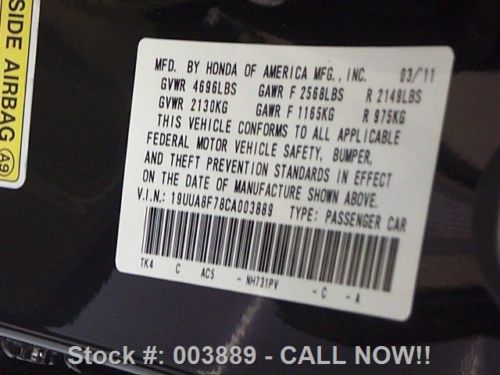 SIDE AIRBAG A9
MFD. BY HONDA OF AMERICA MFG., INC. 03/11
GVWR 4696LBS GAWR F 2568LBS R 2149LBS
GVWR 2130KG GAWR F 1165KG R 975KG
THIS VEHICLE CONFORMS TO ALL APPLICABLE
FEDERAL MOTOR VEHICLE SAFETY, BUMPER,
AND THEFT PREVENTION STANDARDS IN EFFECT
ON THE DATE OF MANUFACTURE SHOWN ABOVE.
V.I.N.: 19UUA8F78CA003889 TYPE: PASSENGER CAR
TK4 C AC5 - NH731PV - C - A
Stock #: 003889 - CALL NOW!!